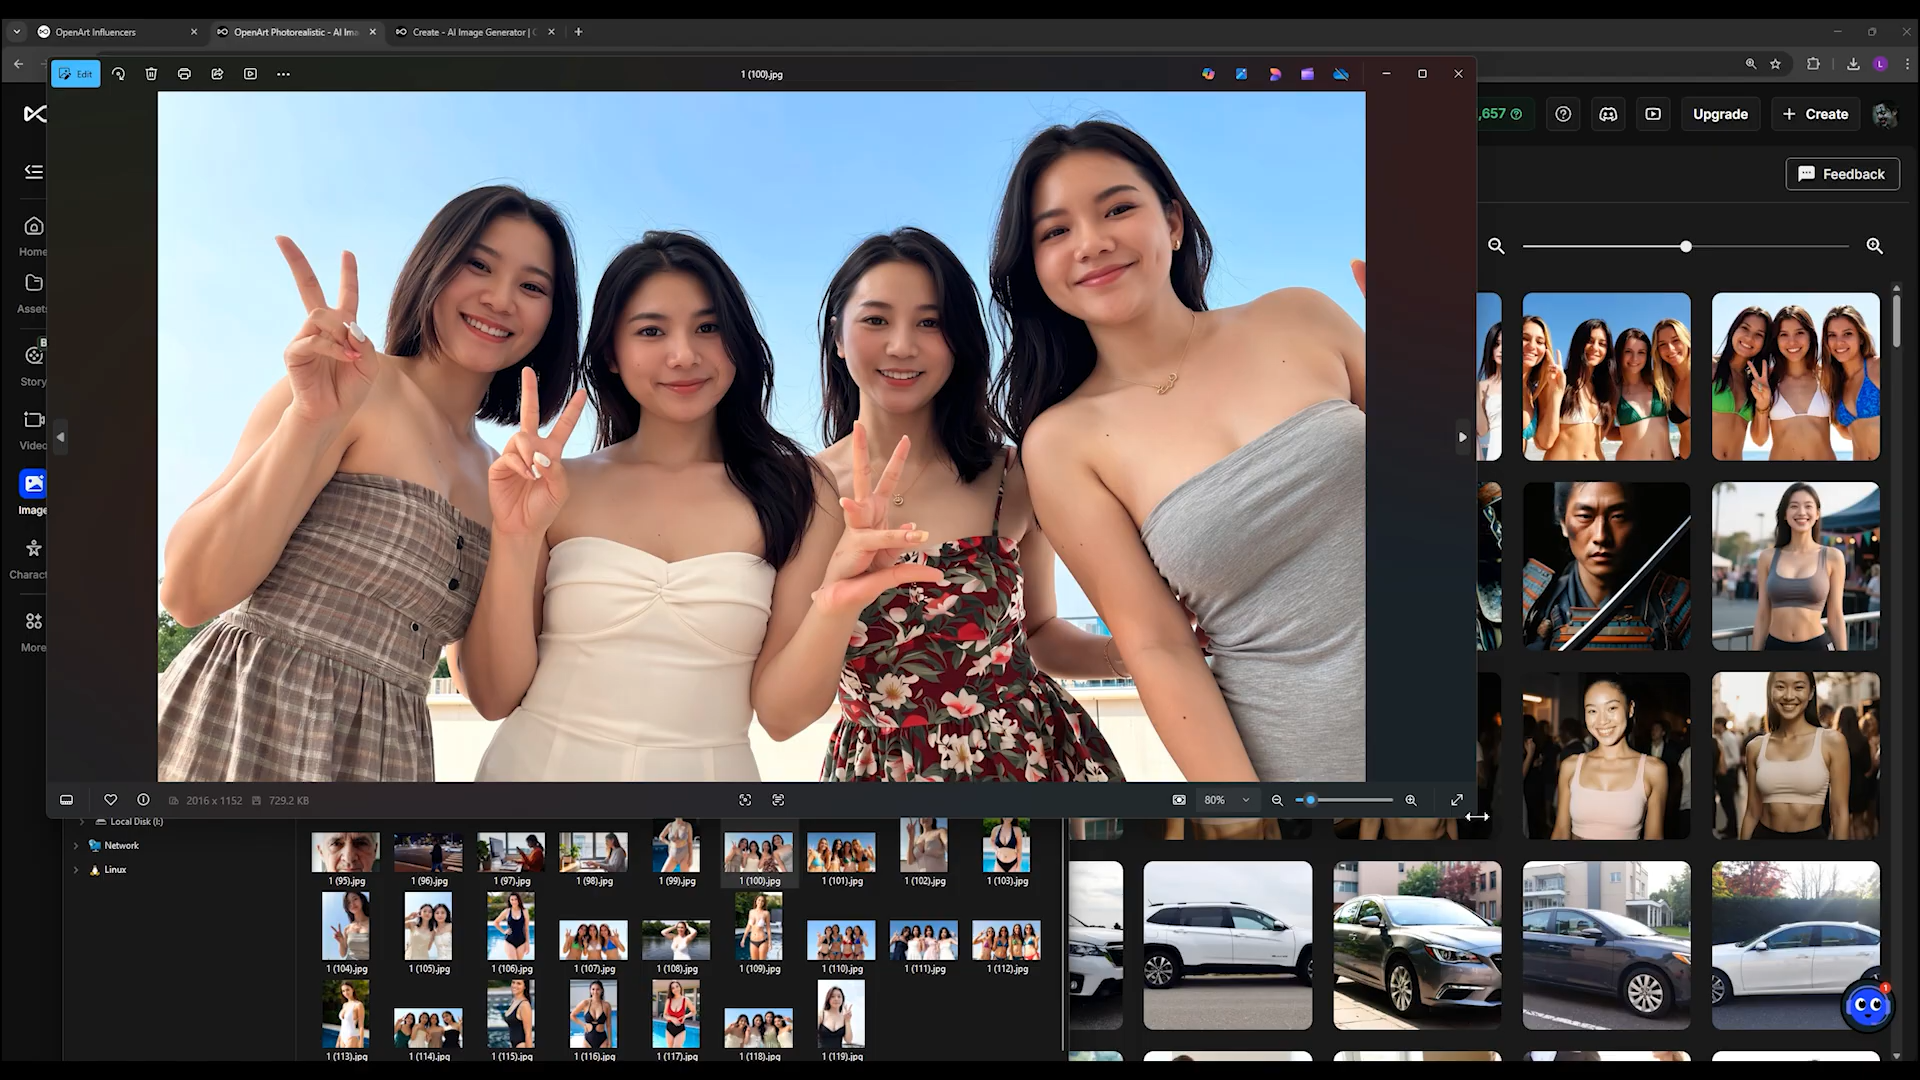 OpenArt Influencers
OpenArt Photorealistic - AI Ima
Create - AI Image Generator |
Edit
1 (100).jpg
L
,657
Upgrade
Create
Feedback
Home
Assets
B
Story
Video
Image
Charact
More
2016 x 1152
729.2 KB
80%
Local Disk (I:)
Network
Linux
1 (95).jpg
1 (96).jpg
1 (97).jpg
1 (98).jpg
1 (99).jpg
1 (100).jpg
1 (101).jpg
1 (102).jpg
1 (103).jpg
1 (104).jpg
1 (105).jpg
1 (106).jpg
1 (107).jpg
1 (108).jpg
1 (109).jpg
1 (110).jpg
1 (111).jpg
1 (112).jpg
1 (113).jpg
1 (114).jpg
1 (115).jpg
1 (116).jpg
1 (117).jpg
1 (118).jpg
1 (119).jpg
1